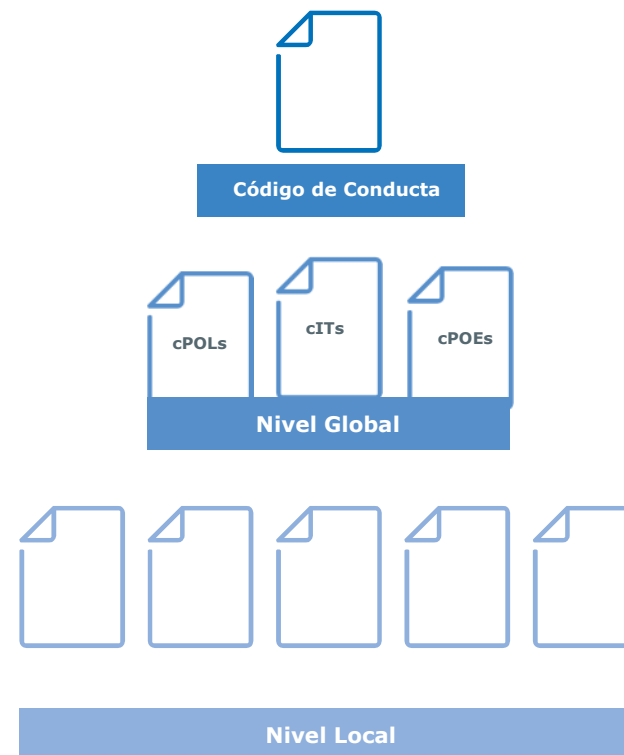 Código de Conducta
cPOLs
cITs
cPOEs
Nivel Global
Nivel Local